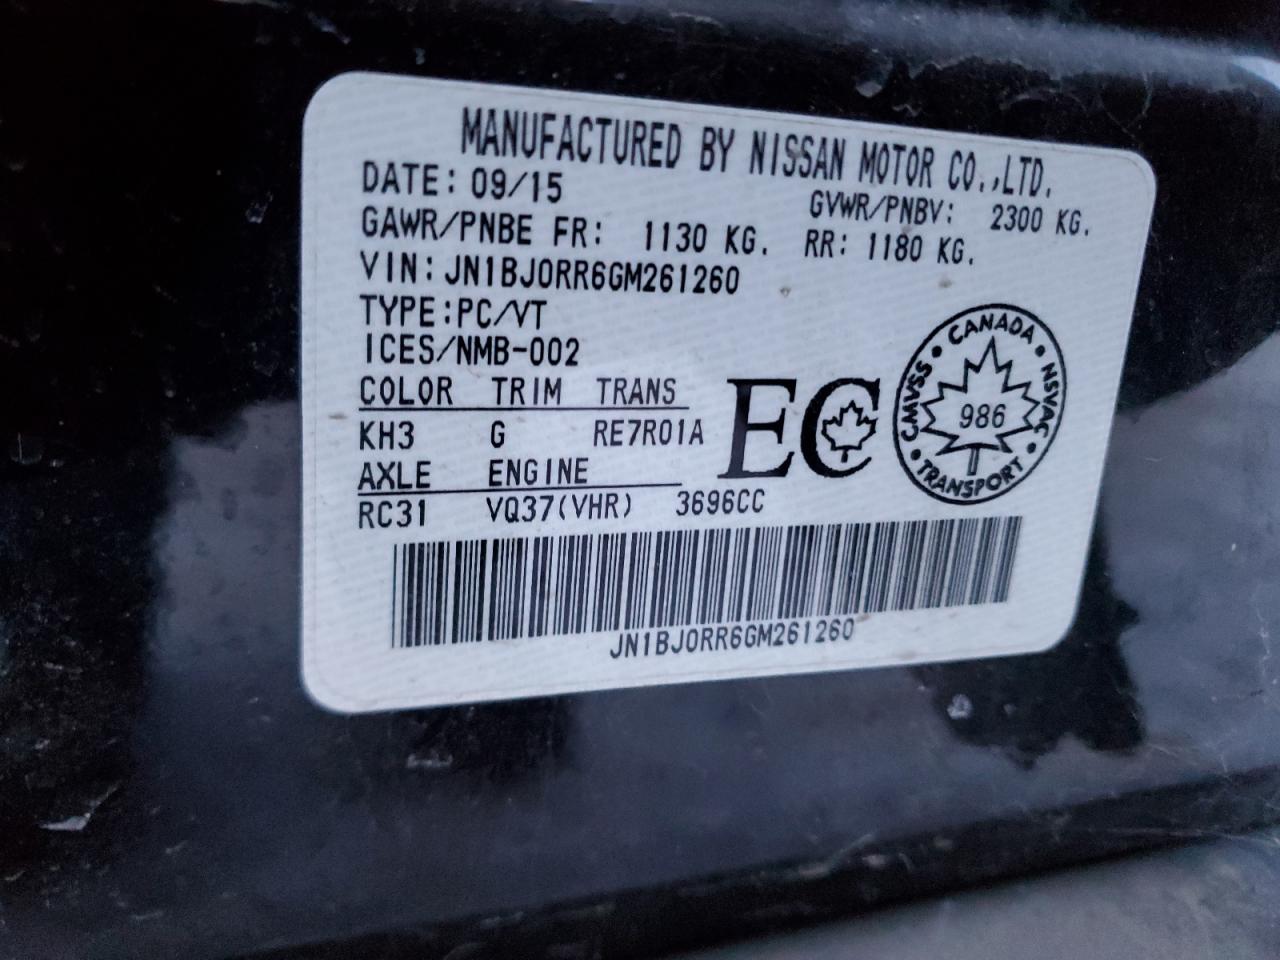 MANUFACTURED BY NISSAN MOTOR CO.,LTD.
DATE: 09/15 GVWR/PNBV: 2300 KG.
GAWR/PNBE FR: 1130 KG. RR: 1180 KG.
VIN: JN1BJ0RR6GM261260
TYPE:PC/VT
ICES/NMB-002
COLOR TRIM TRANS
KH3 G RE7R01A
AXLE ENGINE
RC31 VQ37(VHR) 3696CC
EC
CANADA • NSVAC • TRANSPORT • CMVSS •
986
JN1BJ0RR6GM261260